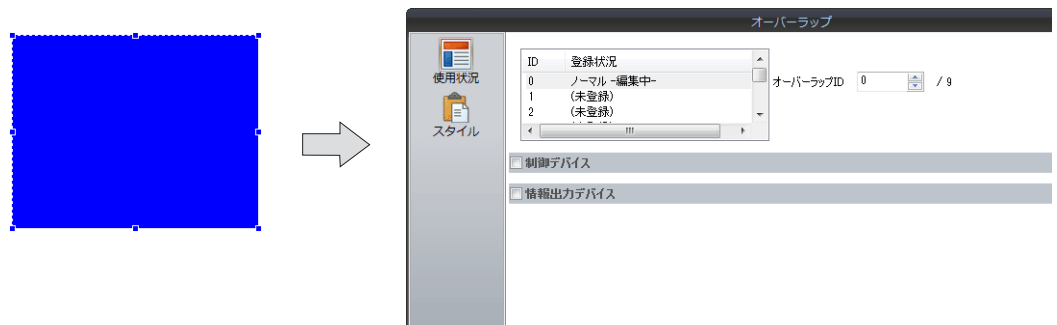 オーバーラップ
使用状況
スタイル
ID 登録状況
0 ノーマル -編集中-
1 (未登録)
2 (未登録)
オーバーラップID 0 / 9
制御デバイス
情報出力デバイス